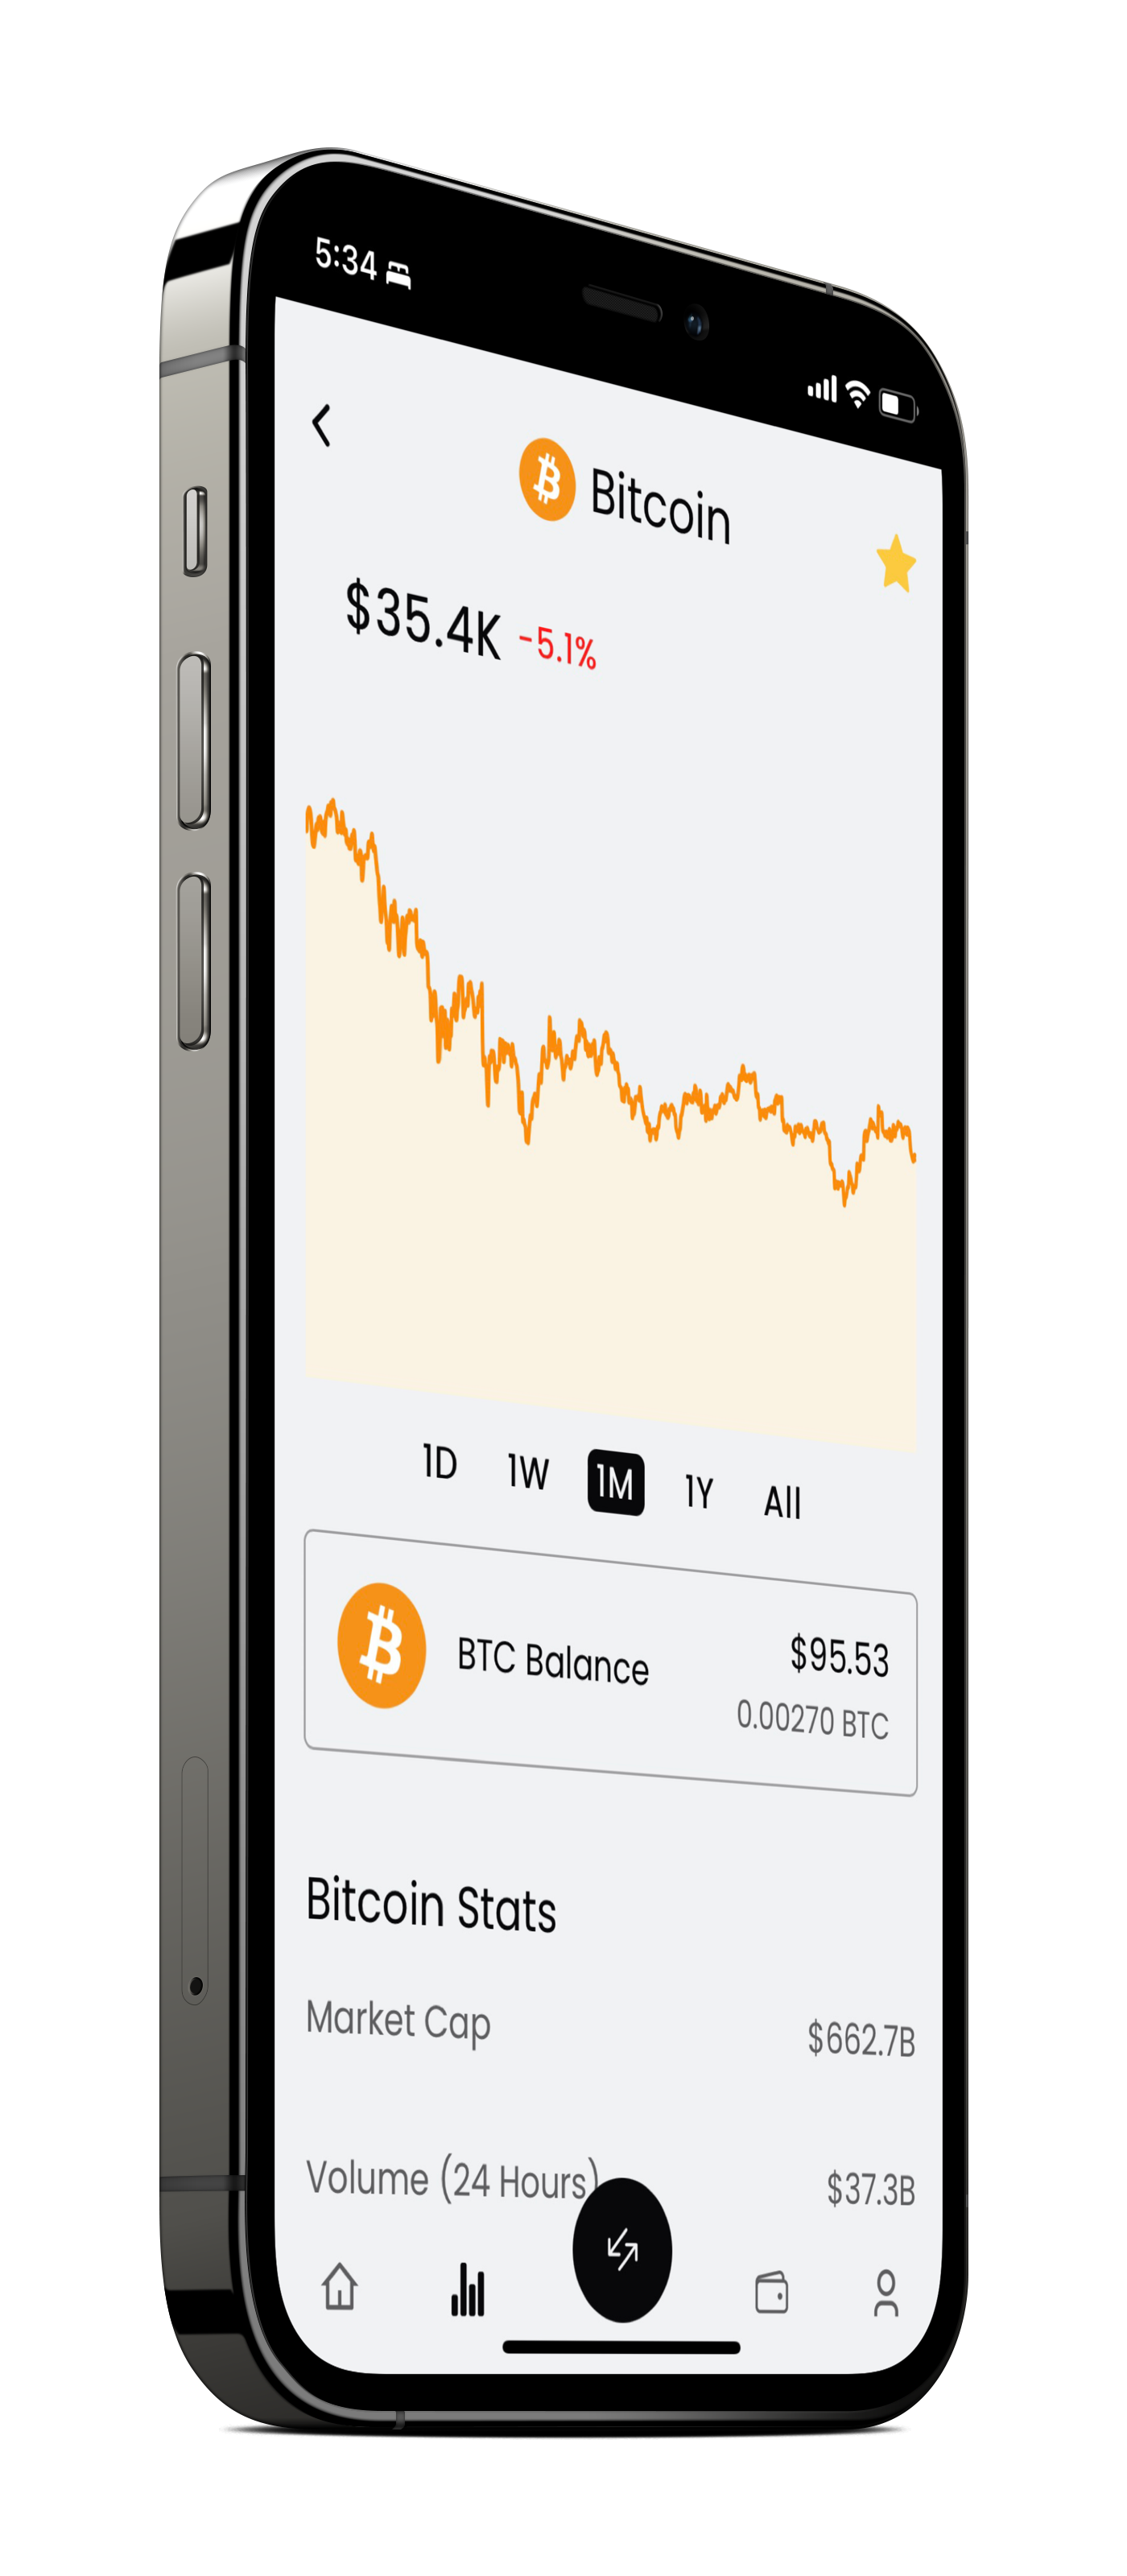 5:34
Bitcoin
$35.4K -5.1%
1D 1W 1M 1Y All
BTC Balance
$95.53
0.00270 BTC
Bitcoin Stats
Market Cap $662.7B
Volume (24 Hours) $37.3B